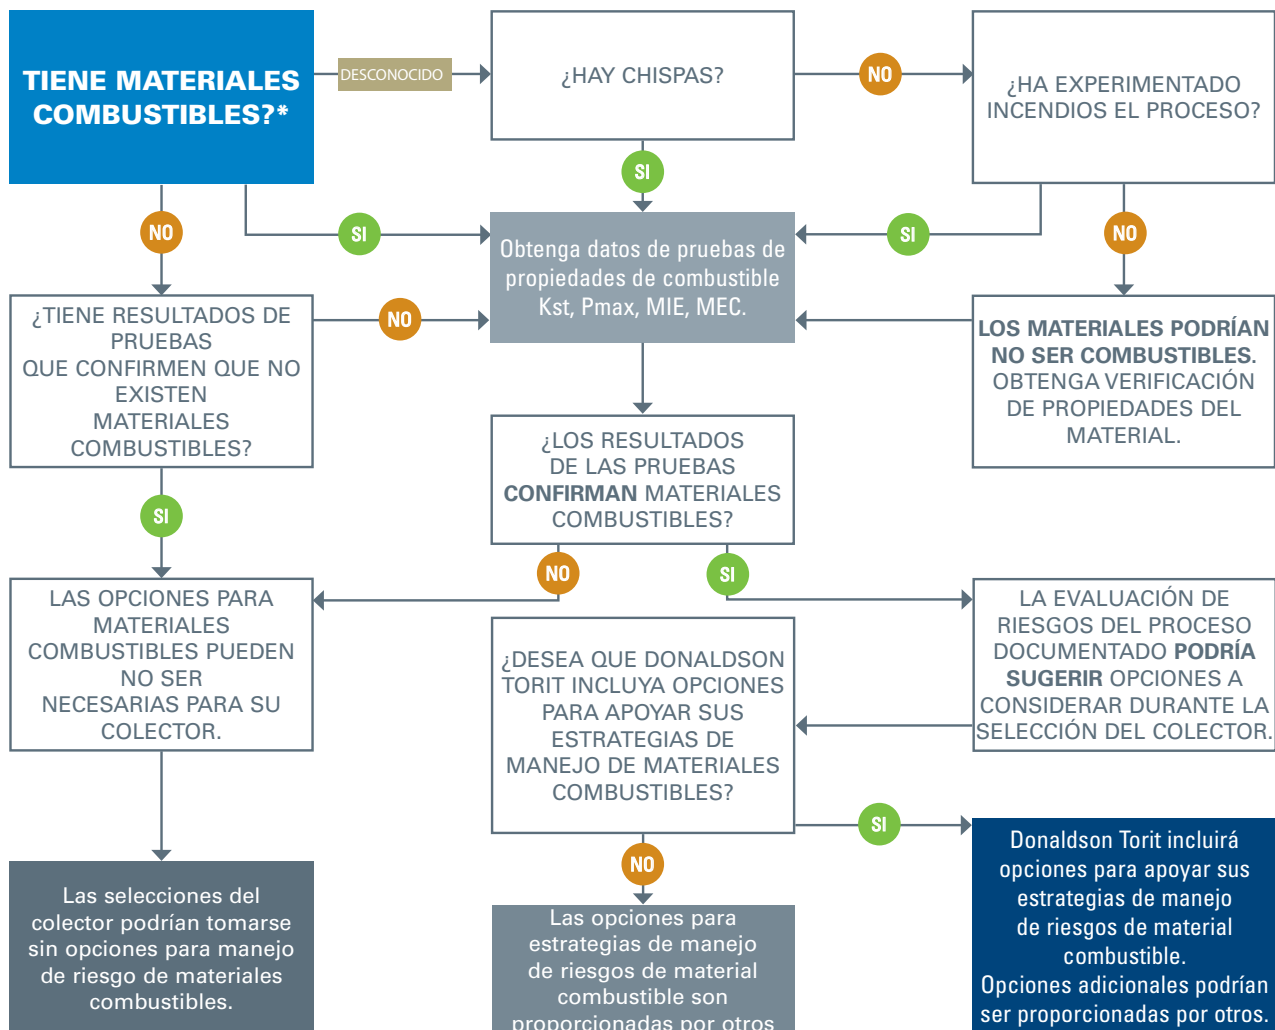 TIENE MATERIALES
COMBUSTIBLES?*
DESCONOCIDO
¿HAY CHISPAS?
NO
¿HA EXPERIMENTADO
INCENDIOS EL PROCESO?
SI
NO
SI
SI
NO
Obtenga datos de pruebas de
propiedades de combustible
Kst, Pmax, MIE, MEC.
¿TIENE RESULTADOS DE
PRUEBAS
QUE CONFIRMEN QUE NO
EXISTEN
MATERIALES
COMBUSTIBLES?
NO
LOS MATERIALES PODRÍAN
NO SER COMBUSTIBLES.
OBTENGA VERIFICACIÓN
DE PROPIEDADES DEL
MATERIAL.
¿LOS RESULTADOS
DE LAS PRUEBAS
CONFIRMAN MATERIALES
COMBUSTIBLES?
SI
NO
SI
LAS OPCIONES PARA
MATERIALES
COMBUSTIBLES PUEDEN
NO SER
NECESARIAS PARA SU
COLECTOR.
LA EVALUACIÓN DE
RIESGOS DEL PROCESO
DOCUMENTADO PODRÍA
SUGERIR OPCIONES A
CONSIDERAR DURANTE LA
SELECCIÓN DEL COLECTOR.
¿DESEA QUE DONALDSON
TORIT INCLUYA OPCIONES
PARA APOYAR SUS
ESTRATEGIAS DE
MANEJO DE MATERIALES
COMBUSTIBLES?
SI
NO
Las selecciones del
colector podrían tomarse
sin opciones para manejo
de riesgo de materiales
combustibles.
Las opciones para
estrategias de manejo
de riesgos de material
combustible son
proporcionadas por otros
Donaldson Torit incluirá
opciones para apoyar sus
estrategias de manejo
de riesgos de material
combustible.
Opciones adicionales podrían
ser proporcionadas por otros.